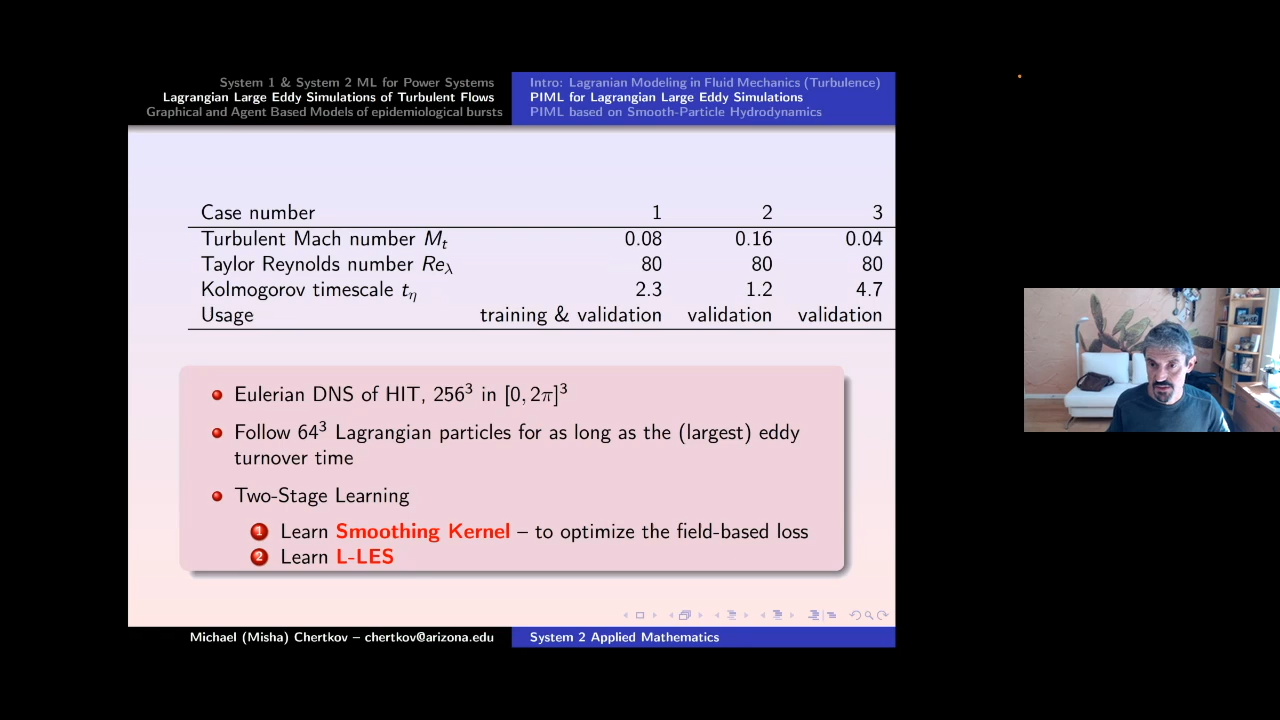 System 1 & System 2 ML for Power Systems
Lagrangian Large Eddy Simulations of Turbulent Flows
Graphical and Agent Based Models of epidemiological bursts
Intro: Lagranian Modeling in Fluid Mechanics (Turbulence)
PIML for Lagrangian Large Eddy Simulations
PIML based on Smooth-Particle Hydrodynamics
Case number 1 2 3
Turbulent Mach number Mₜ 0.08 0.16 0.04
Taylor Reynolds number Re_λ 80 80 80
Kolmogorov timescale t_η 2.3 1.2 4.7
Usage training & validation validation validation
Eulerian DNS of HIT, 256³ in [0, 2π]³
Follow 64³ Lagrangian particles for as long as the (largest) eddy
turnover time
Two-Stage Learning
1 Learn Smoothing Kernel – to optimize the field-based loss
2 Learn L-LES
Michael (Misha) Chertkov – chertkov@arizona.edu
System 2 Applied Mathematics